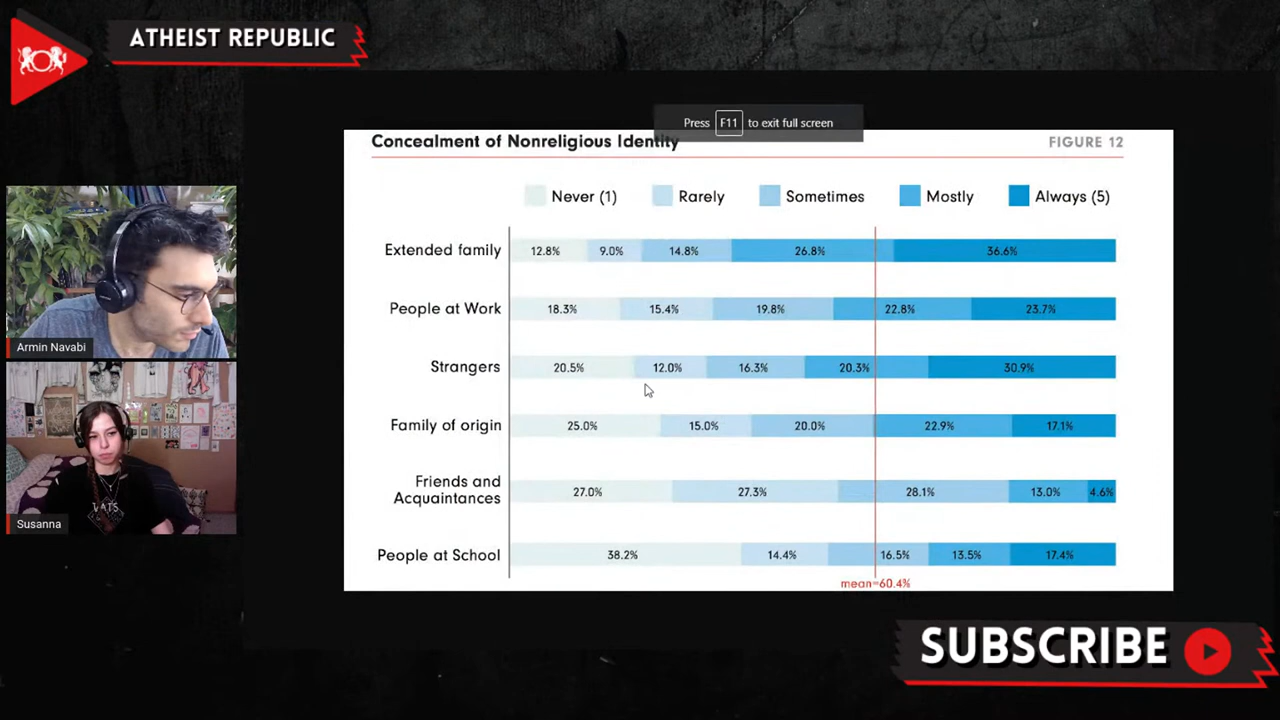 ATHEIST REPUBLIC
Press F11 to exit full screen
Concealment of Nonreligious Identity FIGURE 12
Never (1) Rarely Sometimes Mostly Always (5)
Extended family 12.8% 9.0% 14.8% 26.8% 36.6%
People at Work 18.3% 15.4% 19.8% 22.8% 23.7%
Armin Navabi
Strangers 20.5% 12.0% 16.3% 20.3% 30.9%
Family of origin 25.0% 15.0% 20.0% 22.9% 17.1%
Friends and
Acquaintances 27.0% 27.3% 28.1% 13.0% 4.6%
Susanna
People at School 38.2% 14.4% 16.5% 13.5% 17.4%
mean=60.4%
SUBSCRIBE